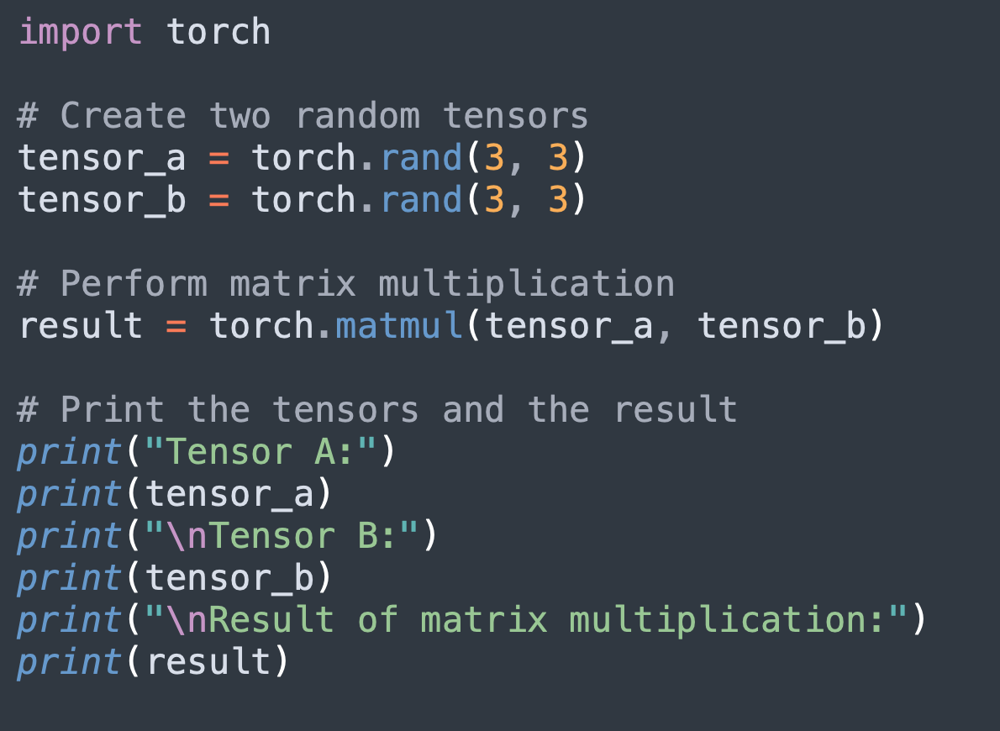 import torch

# Create two random tensors
tensor_a = torch.rand(3, 3)
tensor_b = torch.rand(3, 3)

# Perform matrix multiplication
result = torch.matmul(tensor_a, tensor_b)

# Print the tensors and the result
print("Tensor A:")
print(tensor_a)
print("\nTensor B:")
print(tensor_b)
print("\nResult of matrix multiplication:")
print(result)